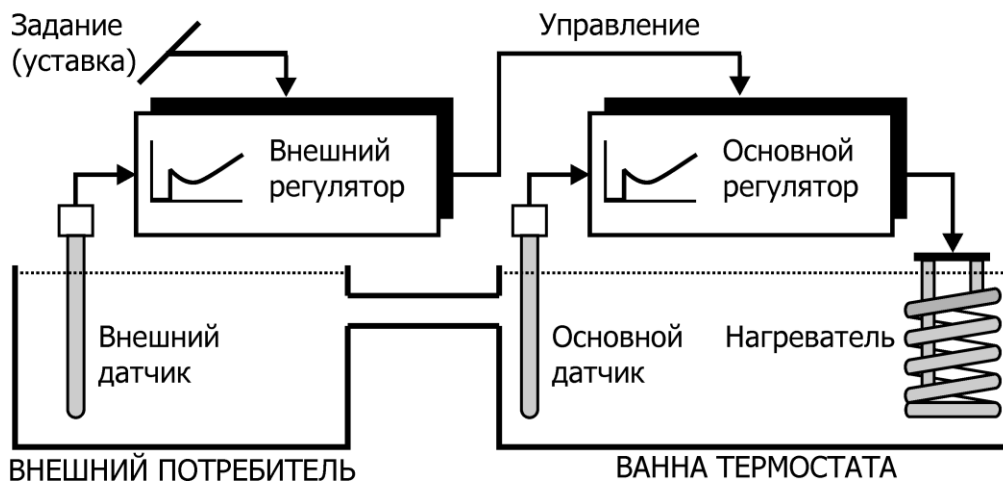 Задание
(уставка)
Управление
Внешний
регулятор
Основной
регулятор
Внешний
датчик
Основной
датчик
Нагреватель
ВНЕШНИЙ ПОТРЕБИТЕЛЬ
ВАННА ТЕРМОСТАТА